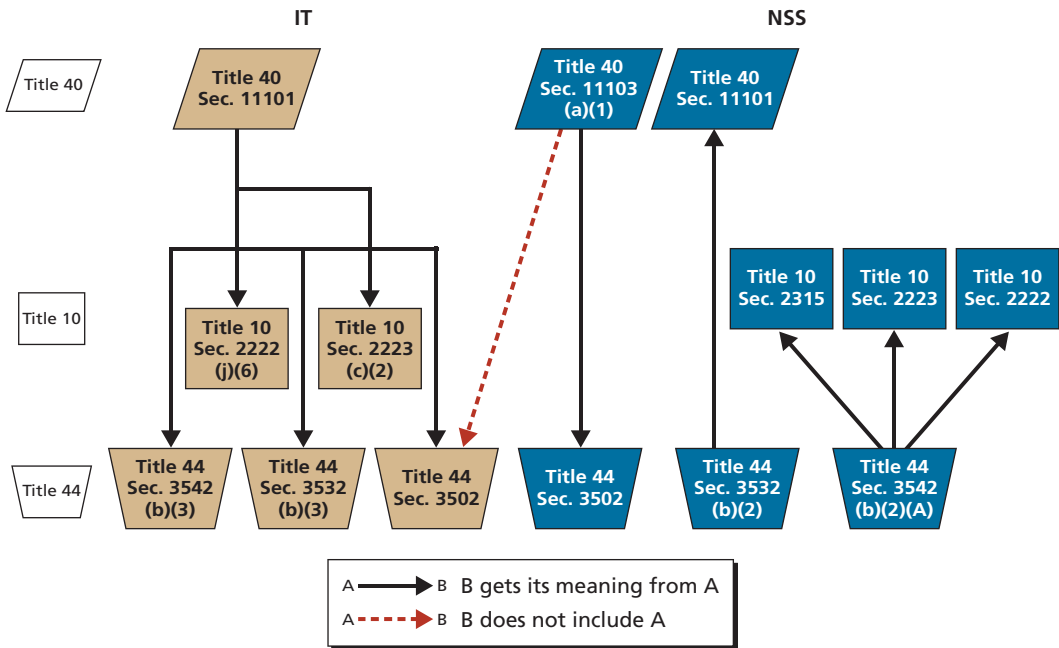 IT
NSS
Title 40
Title 40
Sec. 11101
Title 40
Sec. 11103
(a)(1)
Title 40
Sec. 11101
Title 10
Title 10
Sec. 2222
(j)(6)
Title 10
Sec. 2223
(c)(2)
Title 10
Sec. 2315
Title 10
Sec. 2223
Title 10
Sec. 2222
Title 44
Title 44
Sec. 3542
(b)(3)
Title 44
Sec. 3532
(b)(3)
Title 44
Sec. 3502
Title 44
Sec. 3502
Title 44
Sec. 3532
(b)(2)
Title 44
Sec. 3542
(b)(2)(A)
A B B gets its meaning from A
A B B does not include A